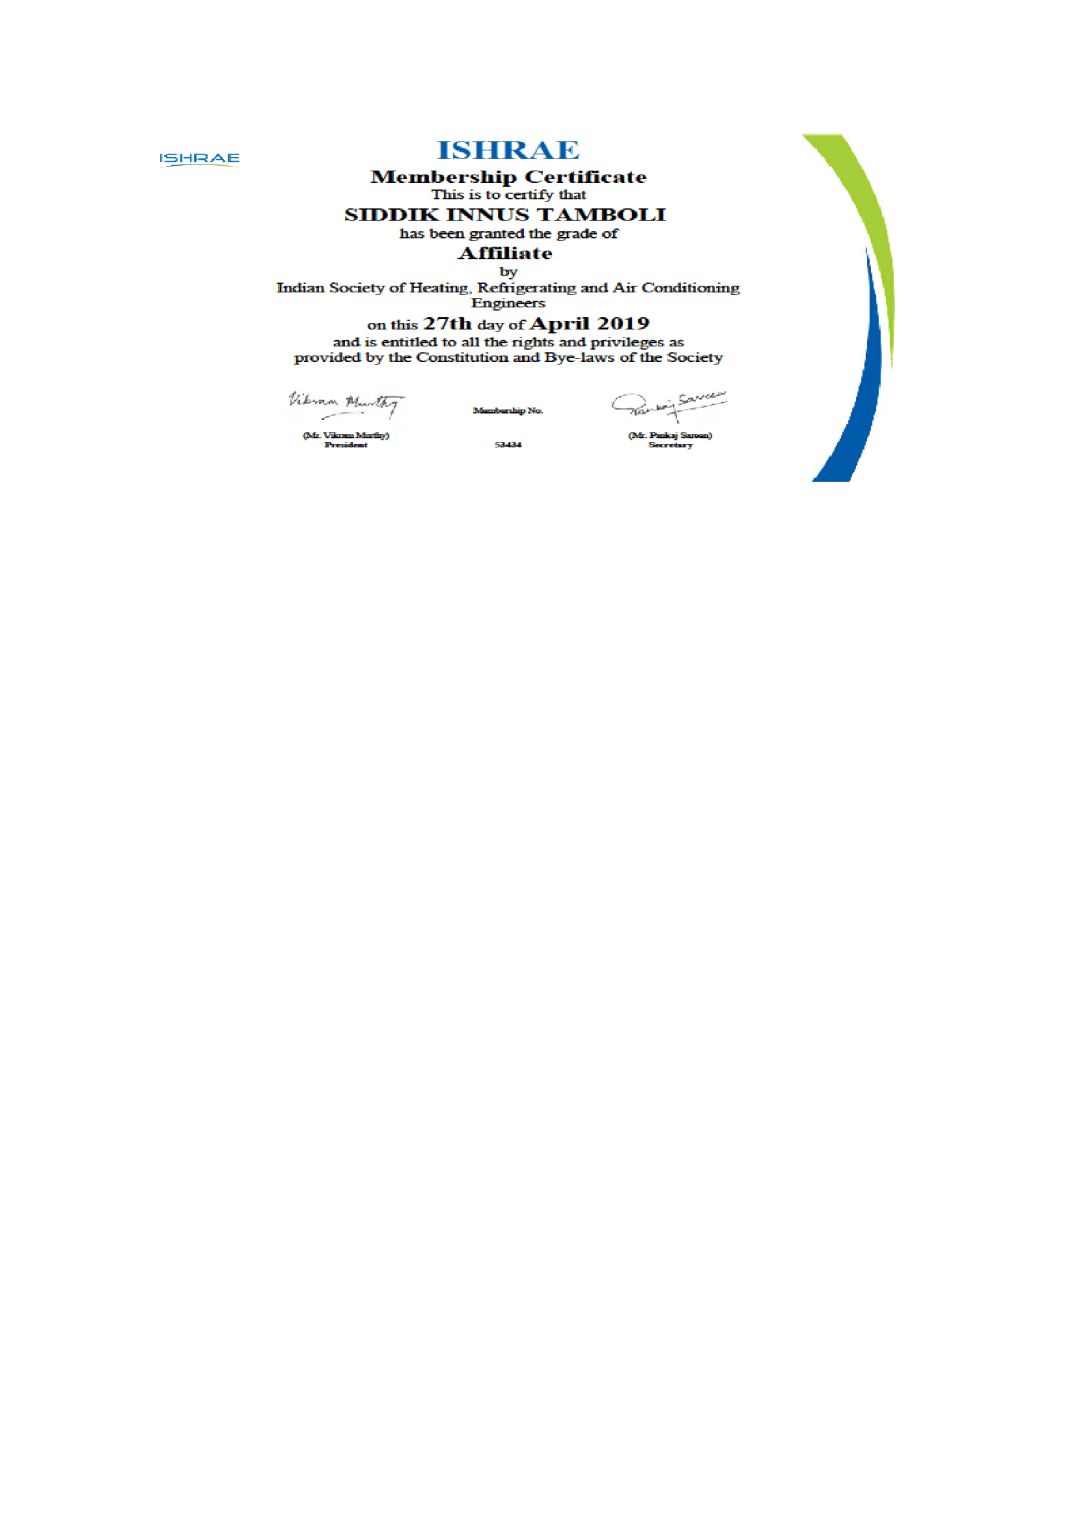 ISHRAE
ISHRAE
Membership Certificate
This is to certify that
SIDDIK INNUS TAMBOLI
has been granted the grade of
Affiliate
by
Indian Society of Heating, Refrigerating and Air Conditioning
Engineers
on this 27th day of April 2019
and is entitled to all the rights and privileges as
provided by the Constitution and Bye-laws of the Society
Vikram Murthy
Pankaj Sareen
Membership No.
(Mr. Vikram Murthy)
President
53434
(Mr. Pankaj Sareen)
Secretary